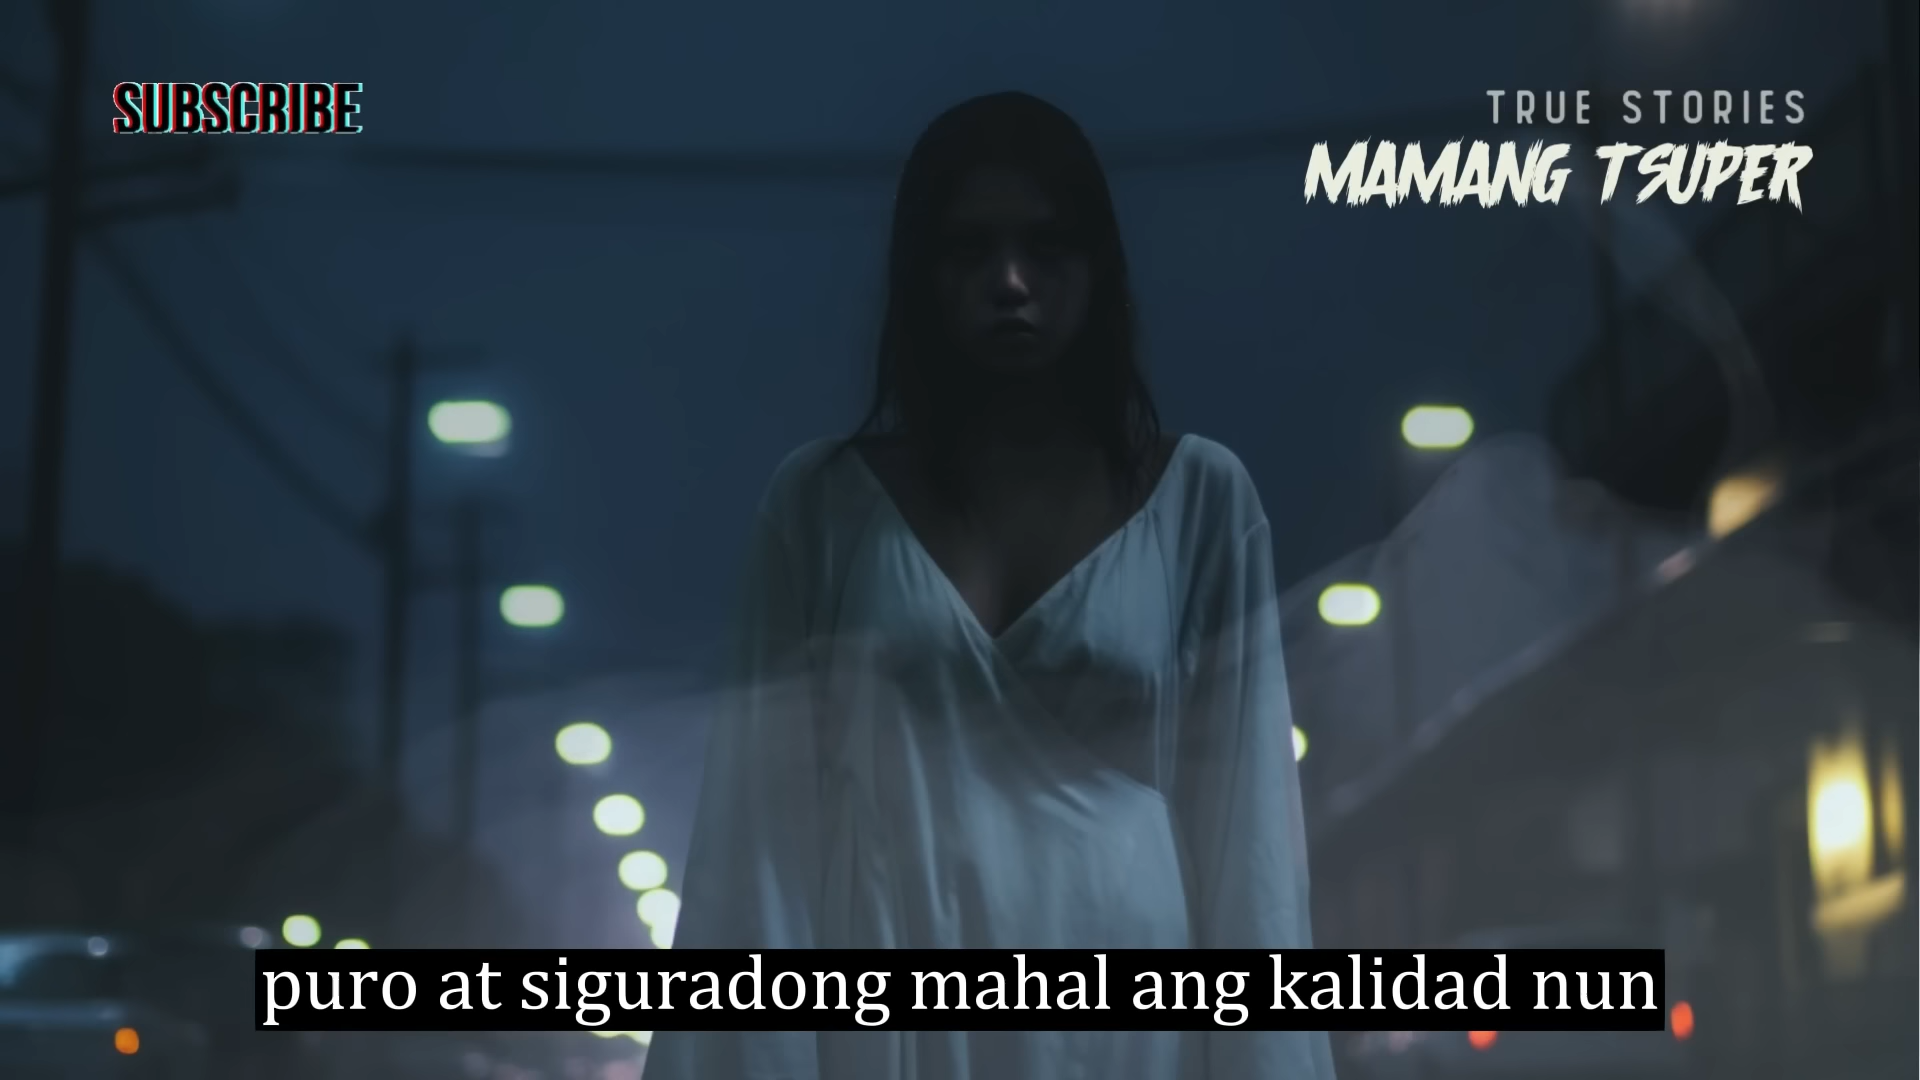 SUBSCRIBE
TRUE STORIES
MAMANG TSUPER
puro at siguradong mahal ang kalidad nun